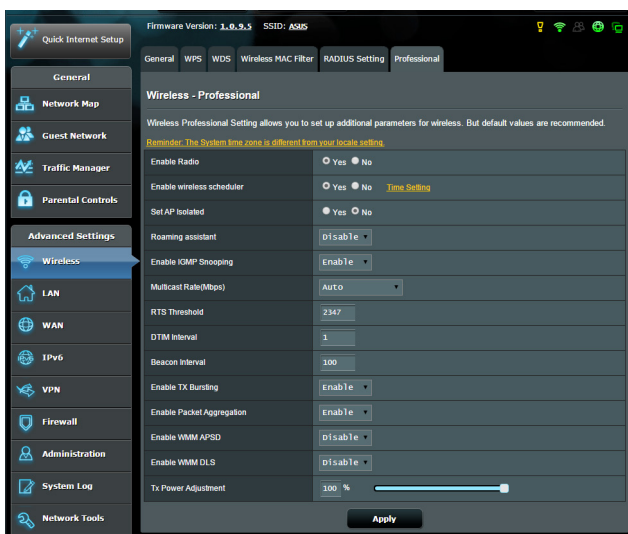 Quick Internet Setup
General
Network Map
Guest Network
Traffic Manager
Parental Controls
Advanced Settings
Wireless
LAN
WAN
IPv6
IPv6
VPN
Firewall
Administration
System Log
Network Tools
Firmware Version: 1.0.9.5 SSID: ASUS
General WPS WDS Wireless MAC Filter RADIUS Setting Professional
Wireless - Professional
Wireless Professional Setting allows you to set up additional parameters for wireless. But default values are recommended.
Reminder: The System time zone is different from your locale setting.
Enable Radio Yes No
Enable wireless scheduler Yes No Time Setting
Set AP Isolated Yes No
Roaming assistant Disable
Enable IGMP Snooping Enable
Multicast Rate(Mbps) Auto
RTS Threshold 2347
DTIM Interval 1
Beacon Interval 100
Enable TX Bursting Enable
Enable Packet Aggregation Enable
Enable WMM APSD Disable
Enable WMM DLS Disable
Tx Power Adjustment 100 %
Apply